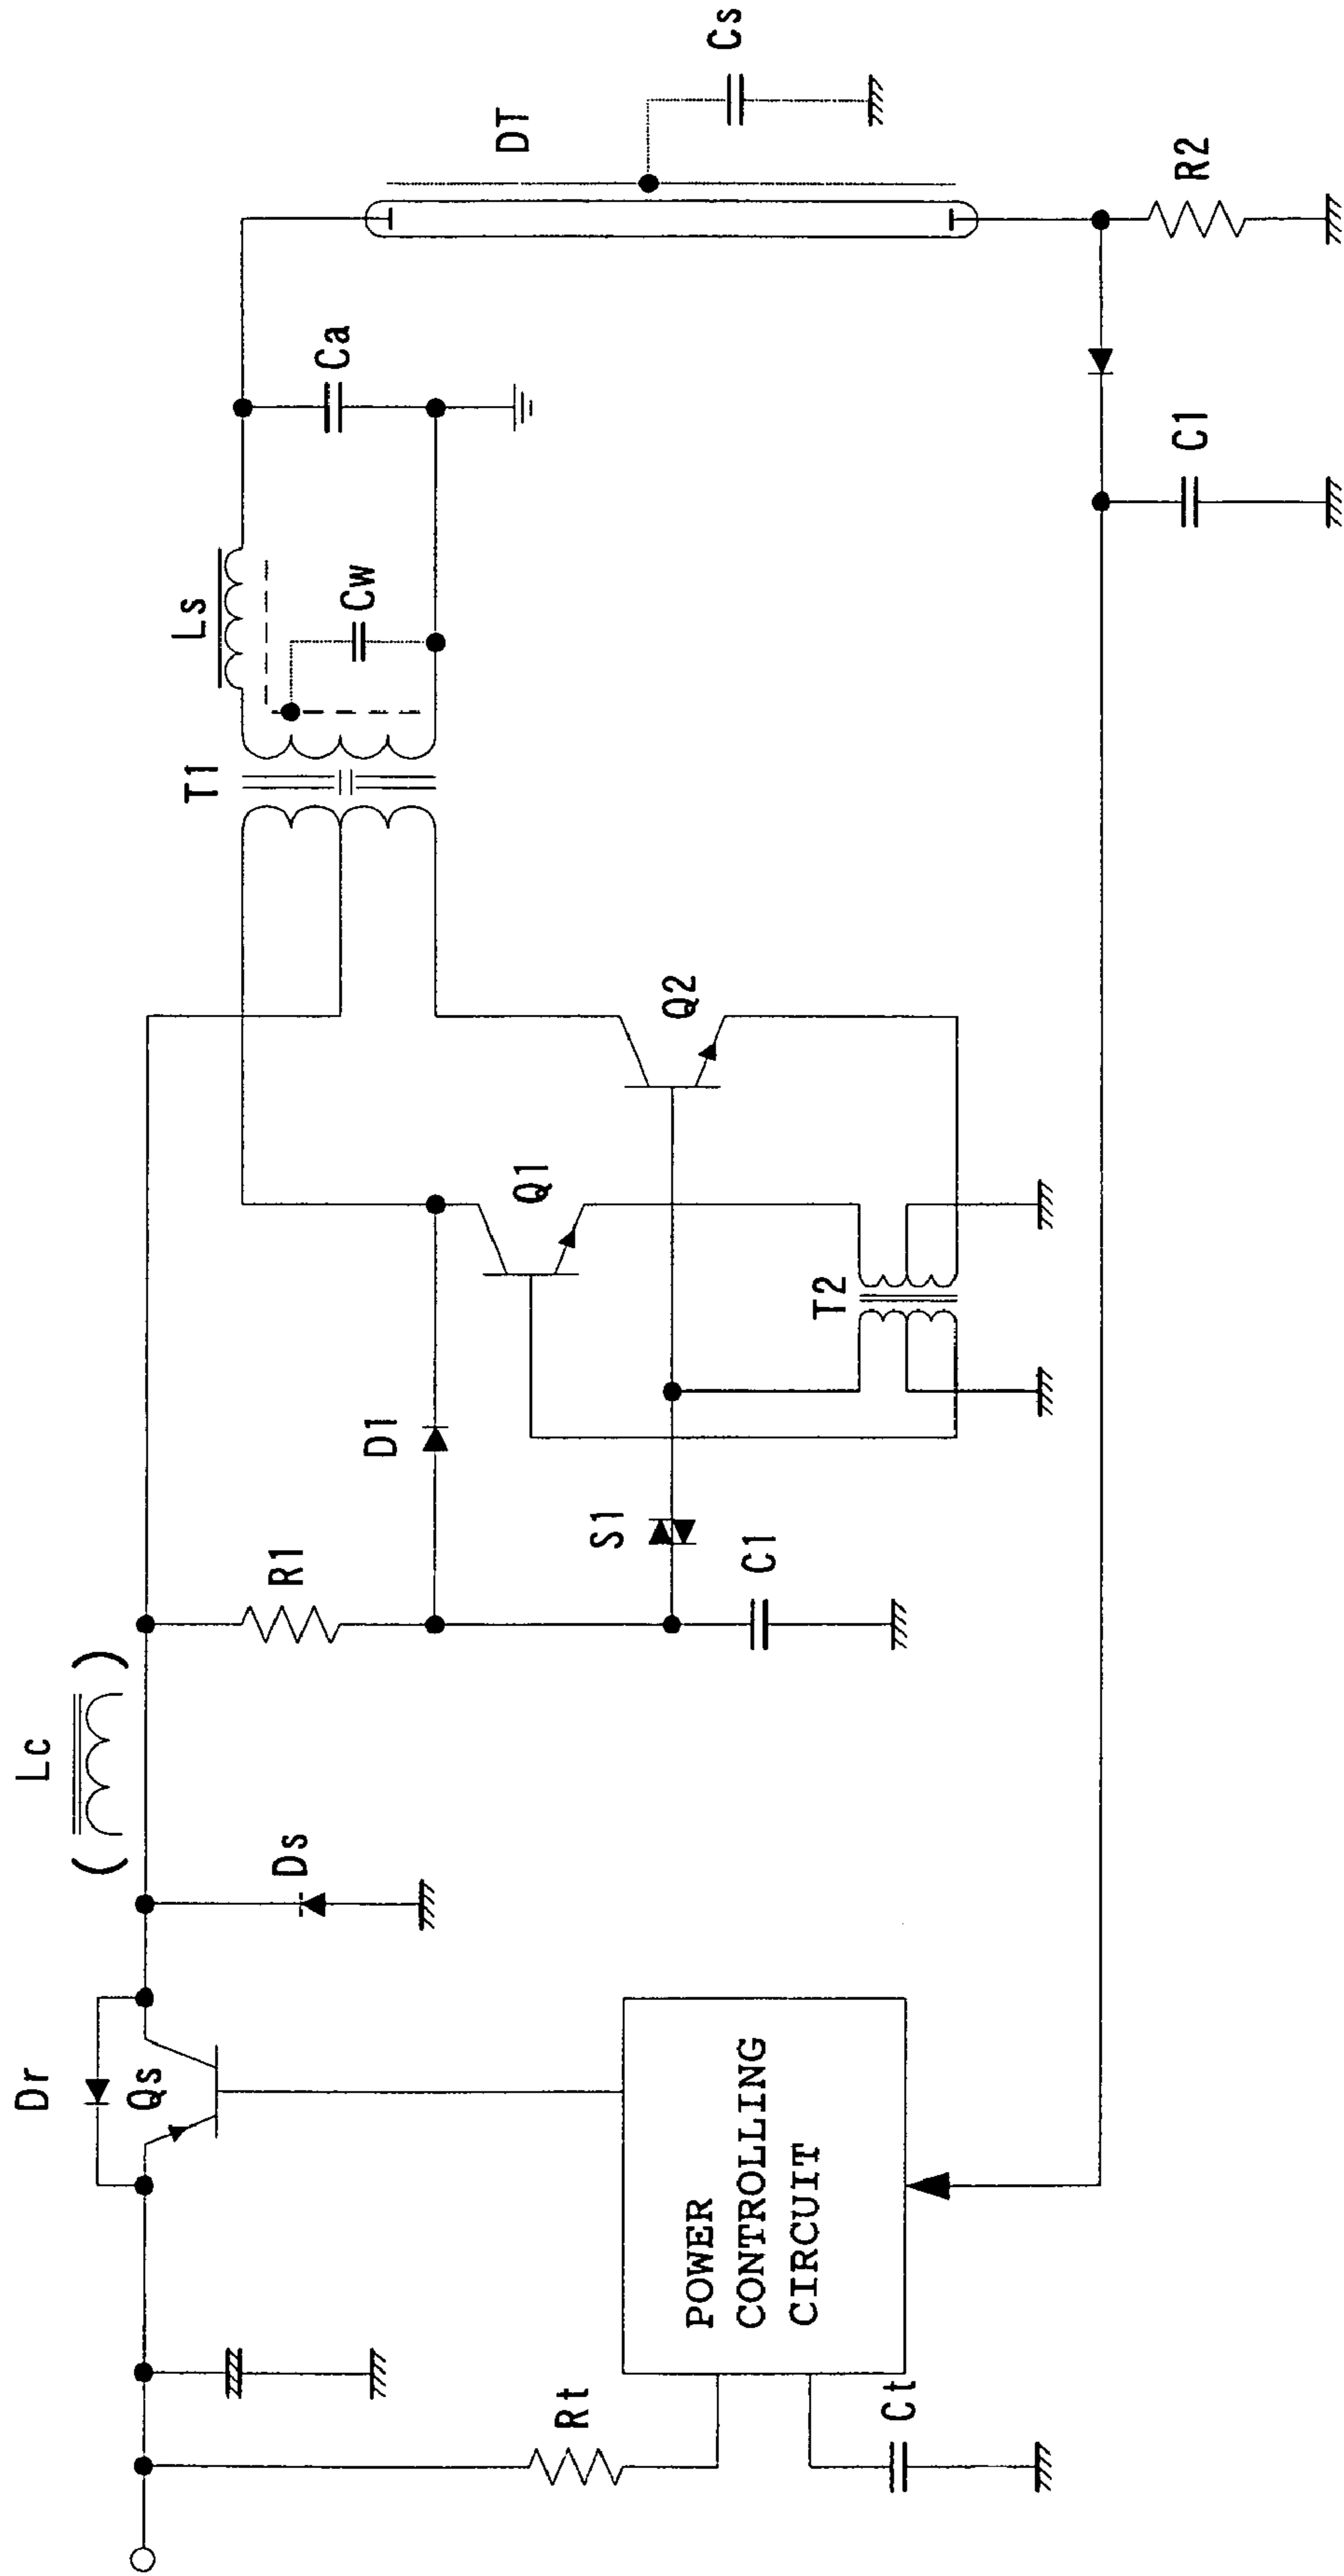 Dr
Qs
Ds
( Lc )
R1
D1
S1
C1
Q1
Q2
T2
T1
Ls
Cw
Ca
DT
Cs
R2
C1
Rt
Ct
POWER
CONTROLLING
CIRCUIT